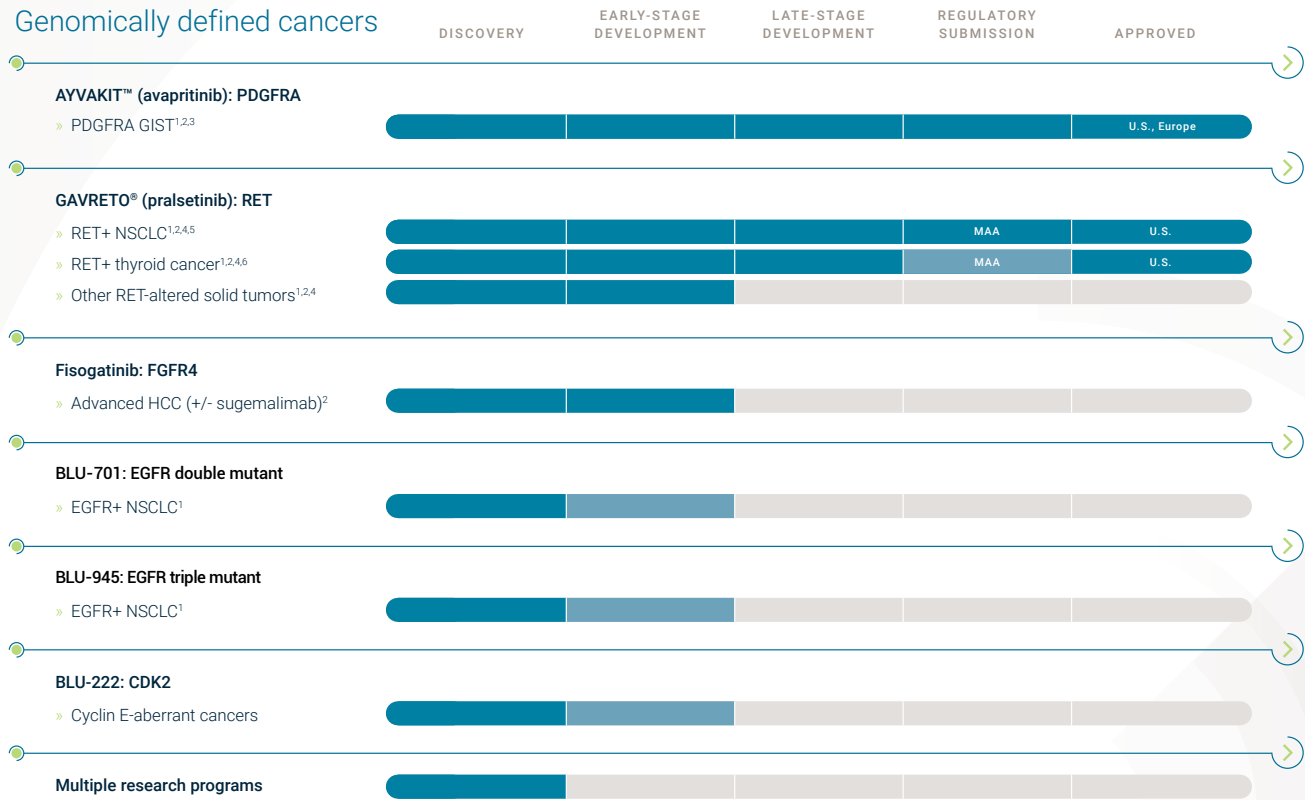 Genomically defined cancers
DISCOVERY
EARLY-STAGE
DEVELOPMENT
LATE-STAGE
DEVELOPMENT
REGULATORY
SUBMISSION
APPROVED
AYVAKIT™ (avapritinib): PDGFRA
» PDGFRA GIST1,2,3
U.S., Europe
GAVRETO® (pralsetinib): RET
» RET+ NSCLC1,2,4,5
MAA
U.S.
» RET+ thyroid cancer1,2,4,6
MAA
U.S.
» Other RET-altered solid tumors1,2,4
Fisogatinib: FGFR4
» Advanced HCC (+/- sugemalimab)2
BLU-701: EGFR double mutant
» EGFR+ NSCLC1
BLU-945: EGFR triple mutant
» EGFR+ NSCLC1
BLU-222: CDK2
» Cyclin E-aberrant cancers
Multiple research programs